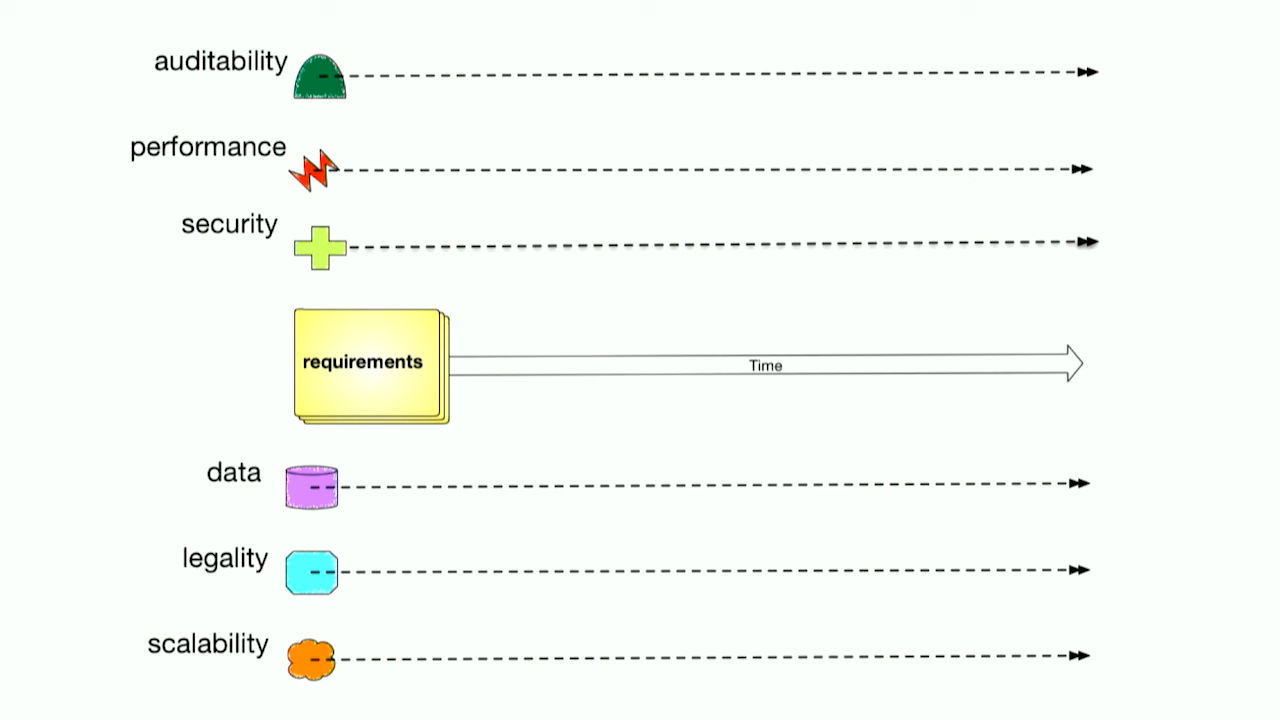 auditability
performance
security
requirements
Time
data
legality
scalability